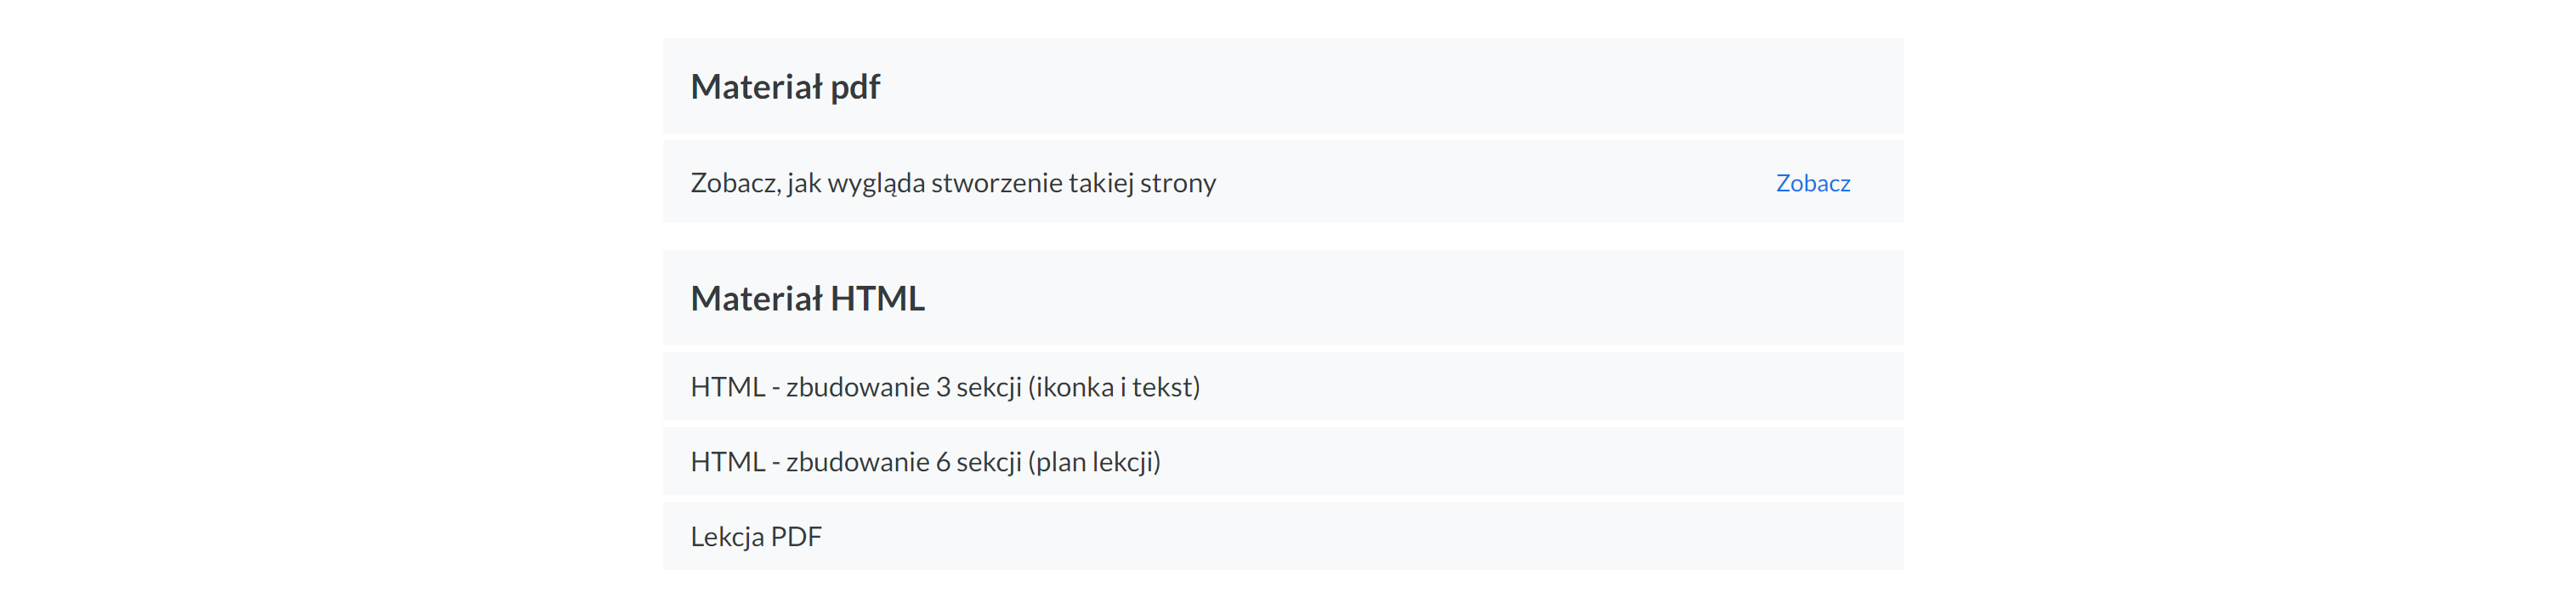 Materiał pdf
Zobacz, jak wygląda stworzenie takiej strony
Zobacz
Materiał HTML
HTML - zbudowanie 3 sekcji (ikonka i tekst)
HTML - zbudowanie 6 sekcji (plan lekcji)
Lekcja PDF